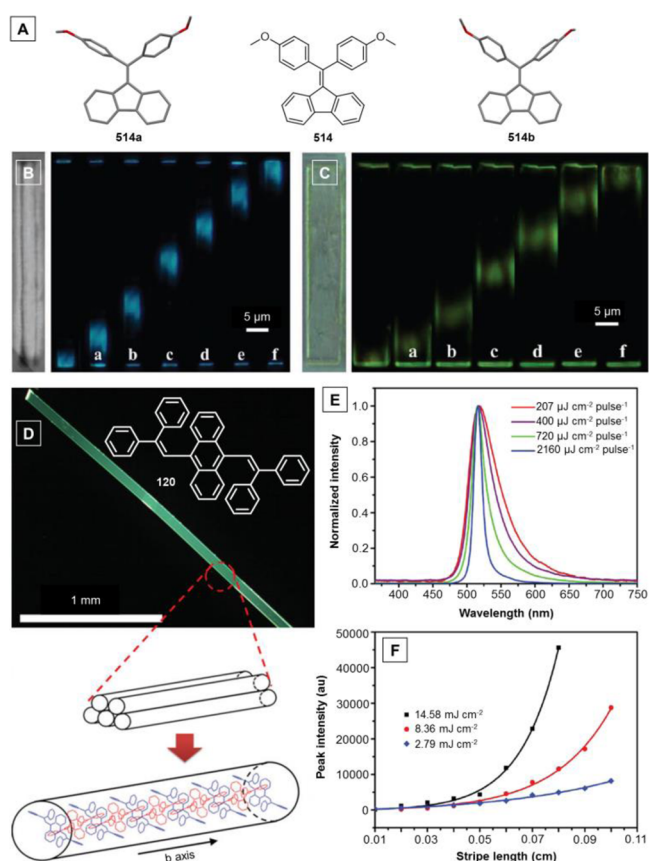 A
O
O
O
514a
514
514b
B
a b c d e f
5 µm
C
a b c d e f
5 µm
D
120
1 mm
b axis
E
Normalized intensity
1.0
0.8
0.6
0.4
0.2
0.0
207 µJ cm-2 pulse-1
400 µJ cm-2 pulse-1
720 µJ cm-2 pulse-1
2160 µJ cm-2 pulse-1
400 450 500 550 600 650 700 750
Wavelength (nm)
F
Peak intensity (au)
50000
40000
30000
20000
10000
0
14.58 mJ cm-2
8.36 mJ cm-2
2.79 mJ cm-2
0.01 0.03 0.05 0.07 0.09 0.11
Stripe length (cm)